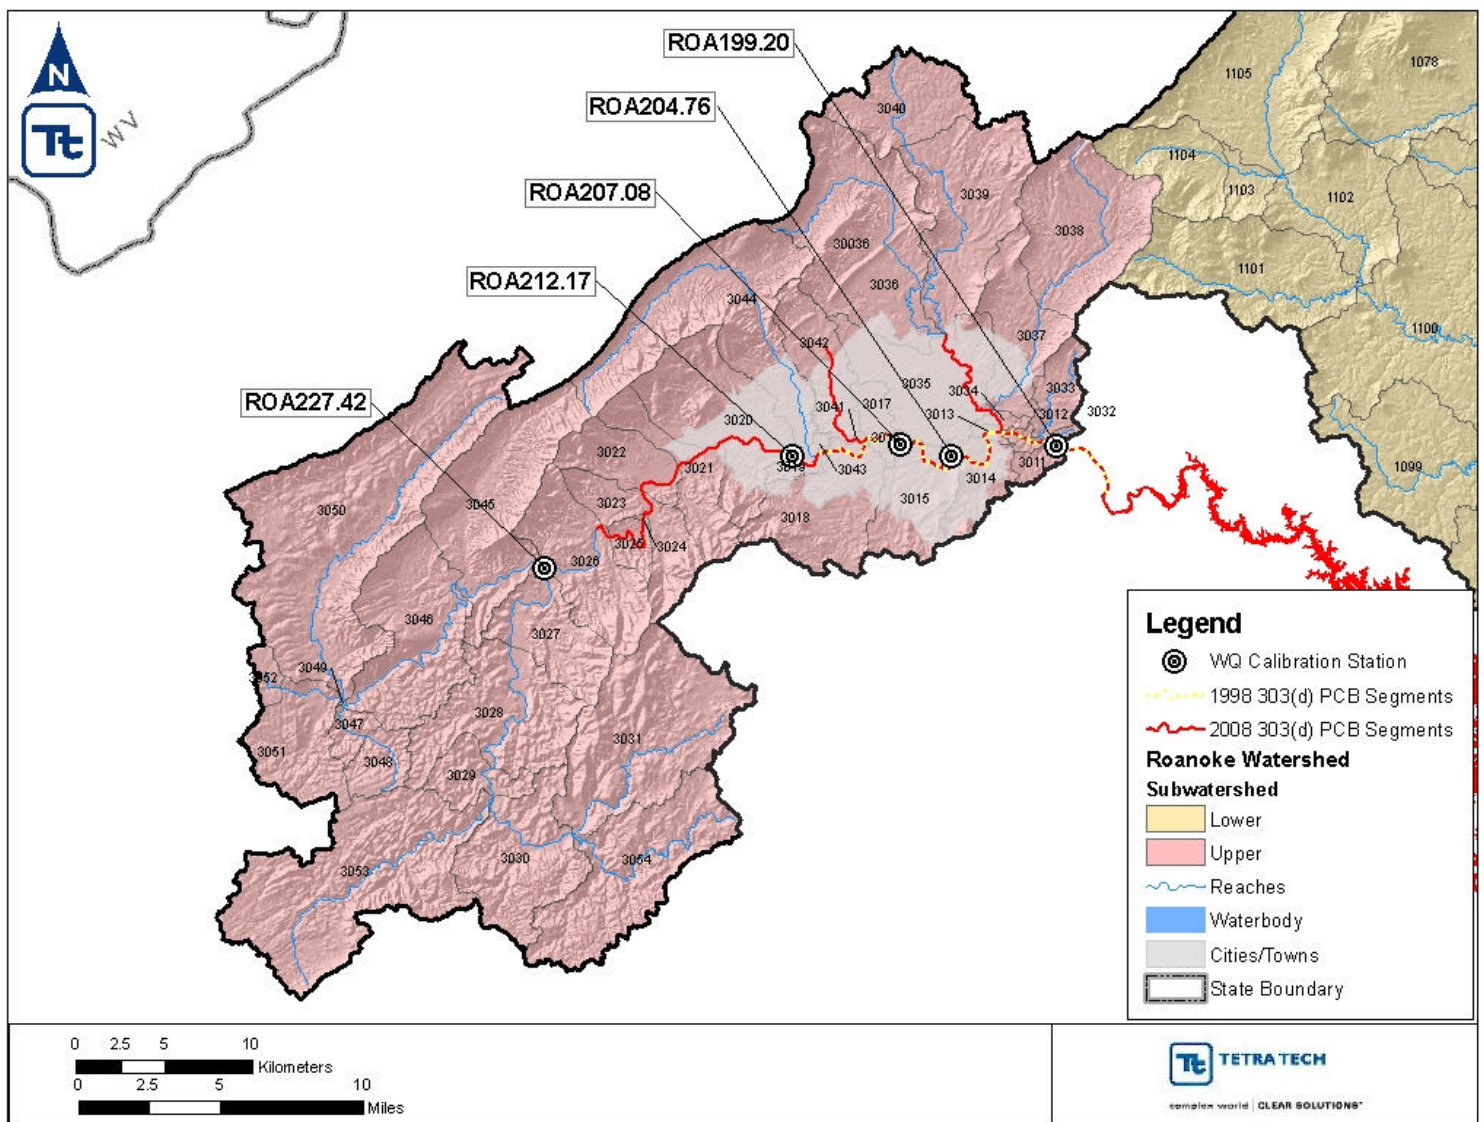 ROA199.20
1105
1078
N
3040
ROA204.76
Tt
WV
1104
1103
1102
ROA207.08
3039
3038
30036
1101
ROA212.17
3036
3044
1100
3037
3042
3035
3033
3034
ROA227.42
3020
3041
3017
3013
3012
3032
3022
3021
3043
3011
1099
3014
3050
3045
3023
3015
3018
3025
3024
3026
3046
3027
3049
3047
3028
3031
3051
3048
3029
3053
3030
3054
Legend
WQ Calibration Station
1998 303(d) PCB Segments
2008 303(d) PCB Segments
Roanoke Watershed
Subwatershed
Lower
Upper
Reaches
Waterbody
Cities/Towns
State Boundary
0 2.5 5 10
Kilometers
0 2.5 5 10
Miles
Tt TETRA TECH
complex world | CLEAR SOLUTIONS™